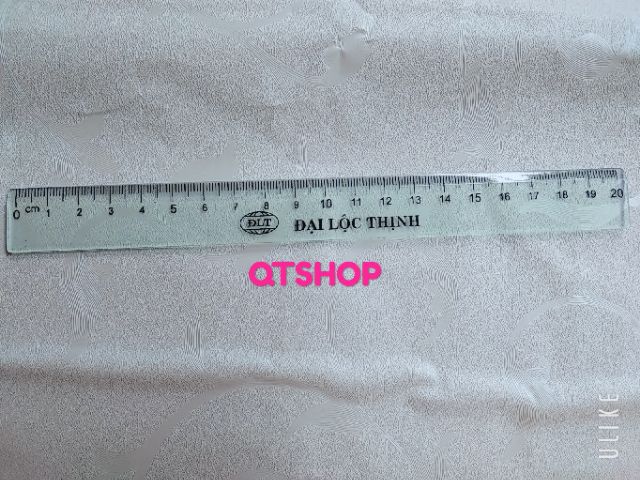 0 cm 1 2 3 4 5 6 7 8 9 10 11 12 13 14 15 16 17 18 19 20
ĐLT ĐẠI LỘC THỊNH
QTSHOP
ULIKE